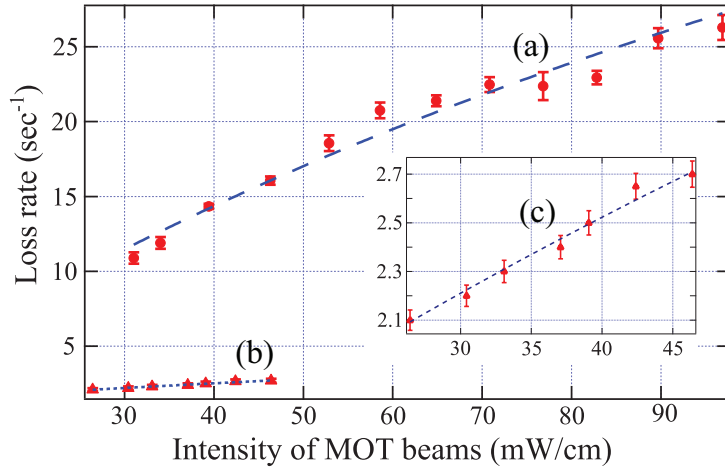 25
20
15
10
5
Loss rate (sec⁻¹)
(a)
(b)
2.7
2.5
2.3
2.1
(c)
30 35 40 45
30 40 50 60 70 80 90
Intensity of MOT beams (mW/cm)